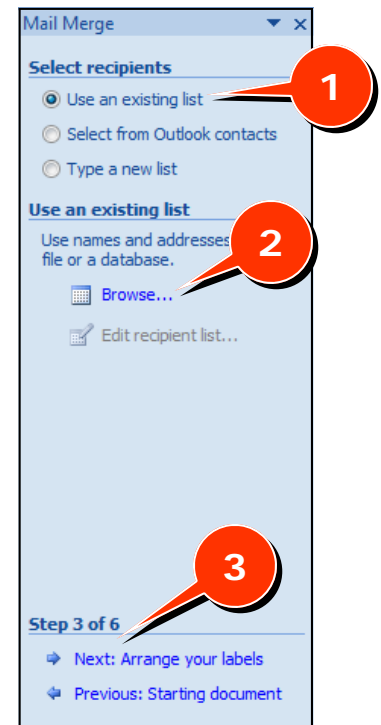 Mail Merge
Select recipients
1
Use an existing list
Select from Outlook contacts
Type a new list
Use an existing list
Use names and addresses
2
file or a database.
Browse...
Edit recipient list...
3
Step 3 of 6
Next: Arrange your labels
Previous: Starting document